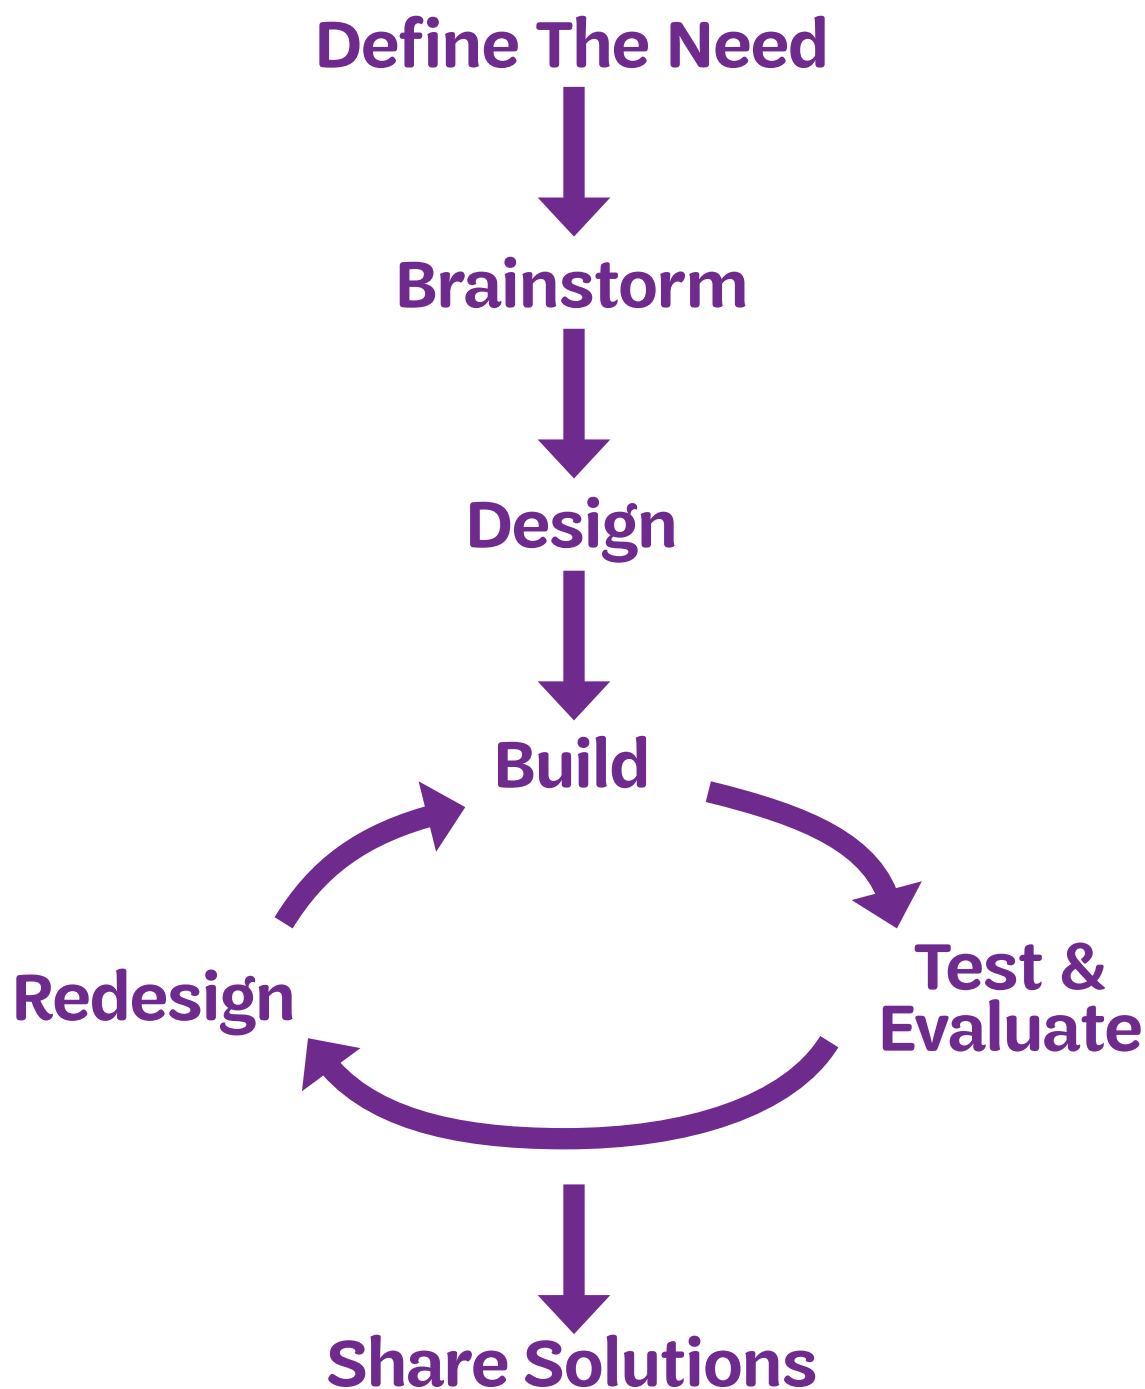 Define The Need
Brainstorm
Design
Build
Test &
Evaluate
Redesign
Share Solutions